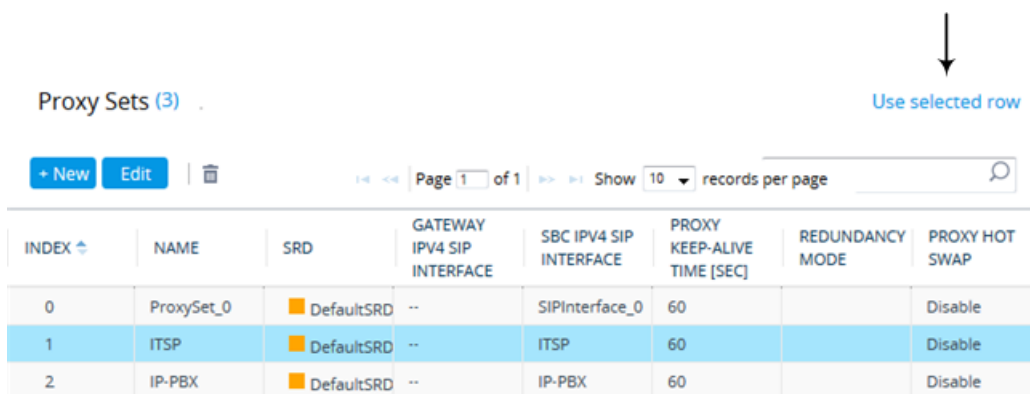 Proxy Sets (3) .
Use selected row
+ New Edit Page 1 of 1 Show 10 records per page
INDEX NAME SRD GATEWAY IPV4 SIP INTERFACE SBC IPV4 SIP INTERFACE PROXY KEEP-ALIVE TIME [SEC] REDUNDANCY MODE PROXY HOT SWAP
0 ProxySet_0 DefaultSRD -- SIPInterface_0 60 Disable
1 ITSP DefaultSRD -- ITSP 60 Disable
2 IP-PBX DefaultSRD -- IP-PBX 60 Disable